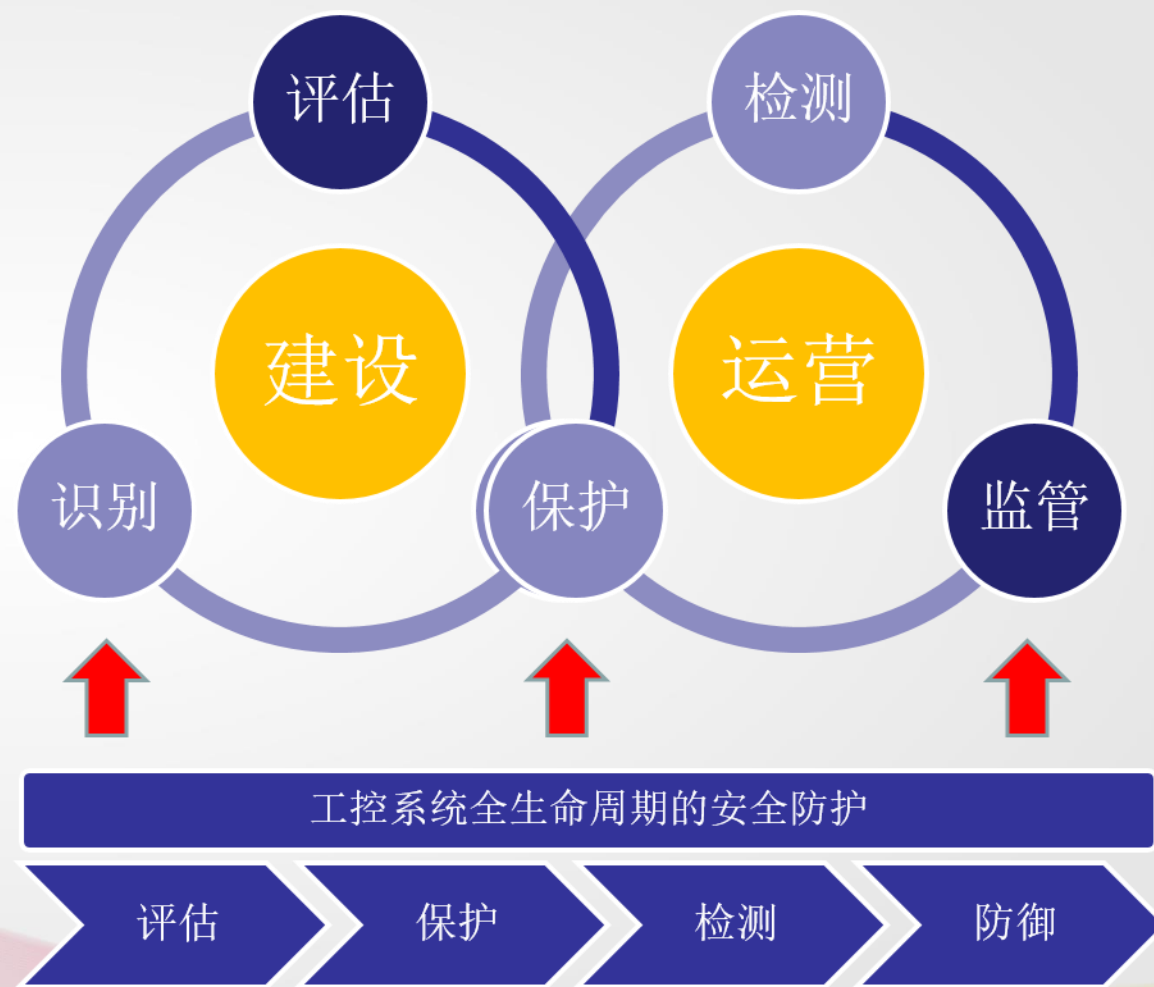 评估
检测
建设
运营
识别
保护
监管
工控系统全生命周期的安全防护
评估
保护
检测
防御